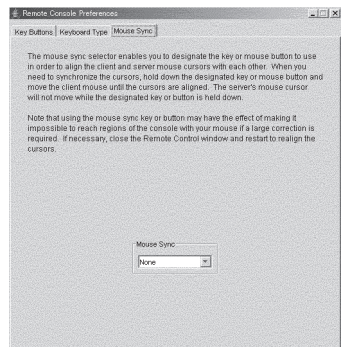 Remote Console Preferences
Key Buttons Keyboard Type Mouse Sync
The mouse sync selector enables you to designate the key or mouse button to use
in order to align the client and server mouse cursors with each other. When you
need to synchronize the cursors, hold down the designated key or mouse button and
move the client mouse until the cursors are aligned. The server's mouse cursor
will not move while the designated key or button is held down.
Note that using the mouse sync key or button may have the effect of making it
impossible to reach regions of the console with your mouse if a large correction is
required. If necessary, close the Remote Control window and restart to realign the
cursors.
Mouse Sync
None